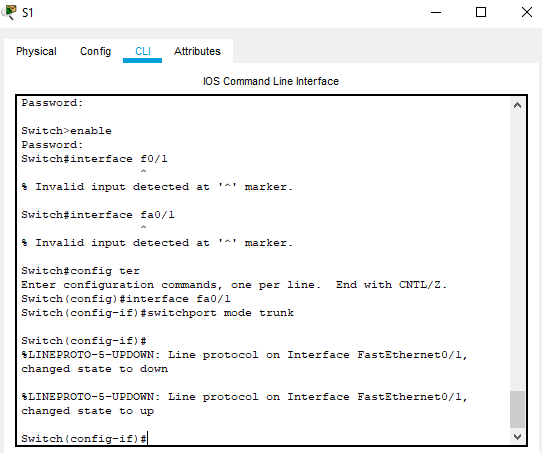 S1
Physical Config CLI Attributes
IOS Command Line Interface
Password:
Switch>enable
Password:
Switch#interface f0/1
^
% Invalid input detected at '^' marker.
Switch#interface fa0/1
^
% Invalid input detected at '^' marker.
Switch#config ter
Enter configuration commands, one per line.  End with CNTL/Z.
Switch(config)#interface fa0/1
Switch(config-if)#switchport mode trunk
Switch(config-if)#
%LINEPROTO-5-UPDOWN: Line protocol on Interface FastEthernet0/1,
changed state to down
%LINEPROTO-5-UPDOWN: Line protocol on Interface FastEthernet0/1,
changed state to up
Switch(config-if)#